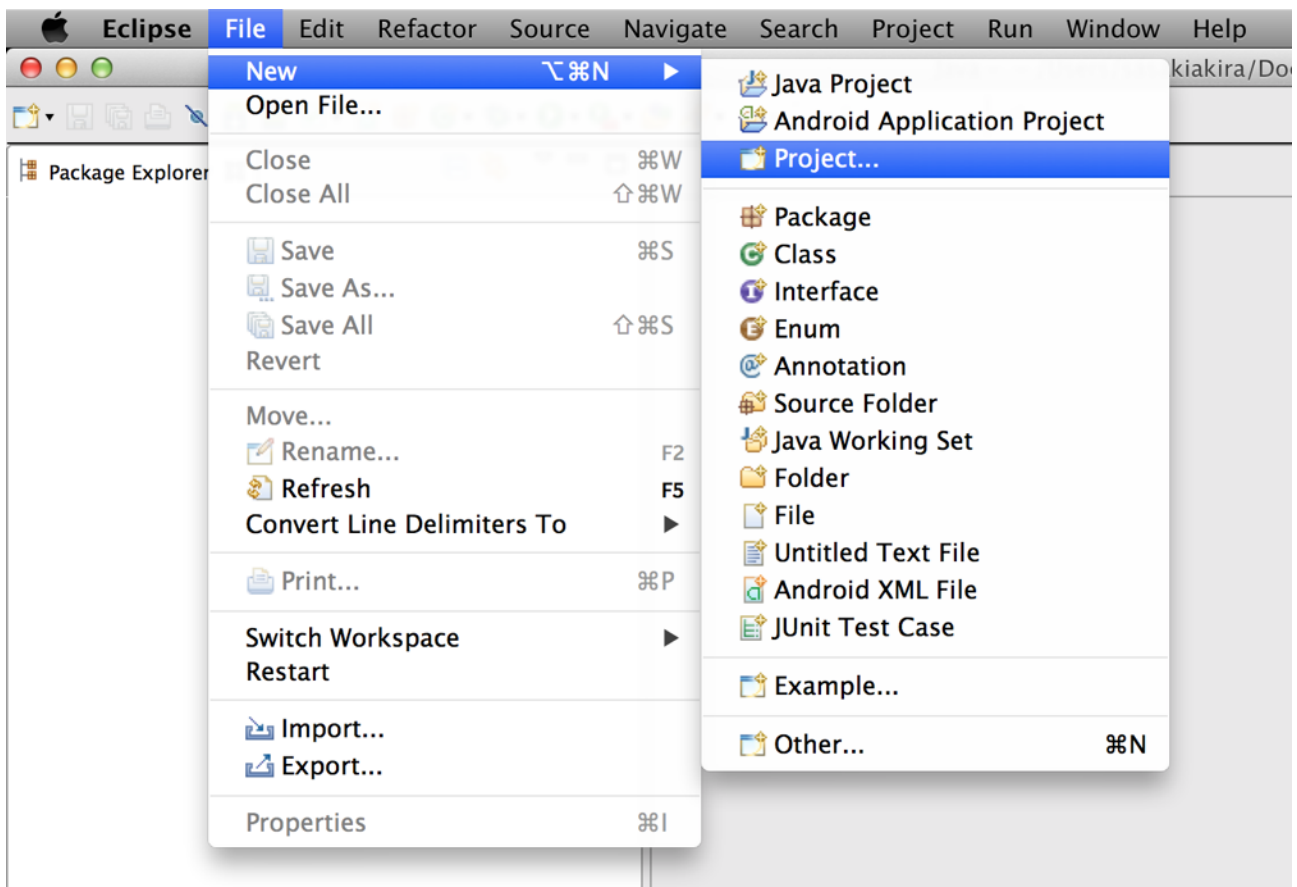 Eclipse File Edit Refactor Source Navigate Search Project Run Window Help
kiakira/Doc
New ⌥⌘N ▶
Open File...
Close ⌘W
Close All ⇧⌘W
Save ⌘S
Save As...
Save All ⇧⌘S
Revert
Move...
Rename... F2
Refresh F5
Convert Line Delimiters To ▶
Print... ⌘P
Switch Workspace ▶
Restart
Import...
Export...
Properties ⌘I
Java Project
Android Application Project
Project...
Package
Class
Interface
Enum
Annotation
Source Folder
Java Working Set
Folder
File
Untitled Text File
Android XML File
JUnit Test Case
Example...
Other... ⌘N
Package Explorer